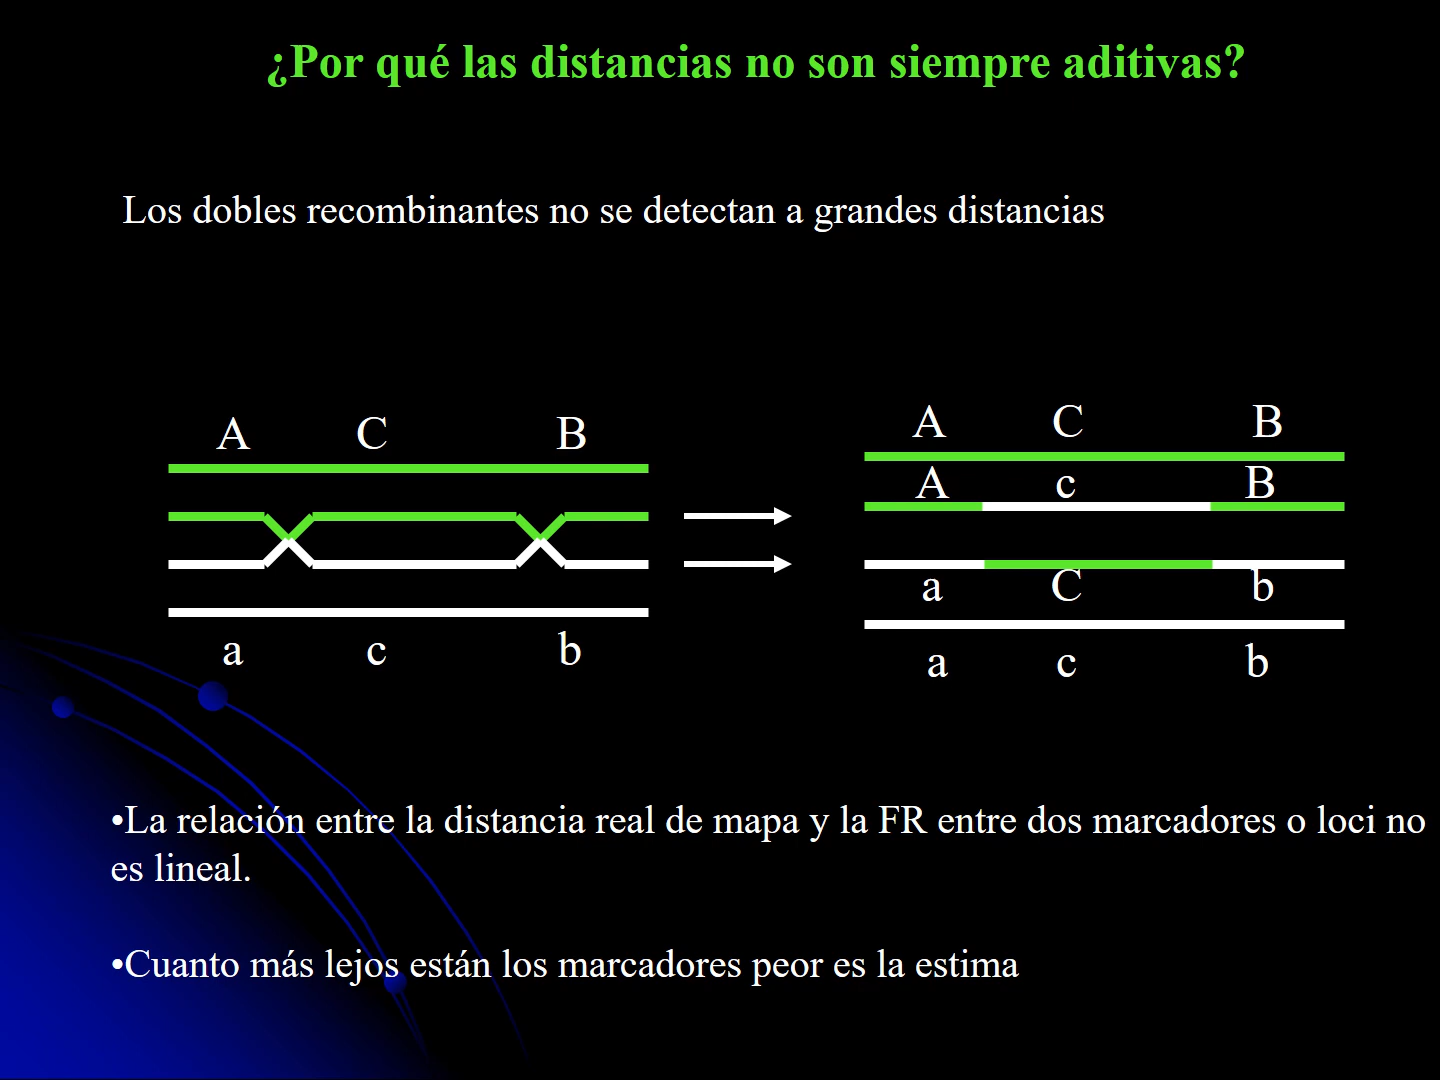 ¿Por qué las distancias no son siempre aditivas?
Los dobles recombinantes no se detectan a grandes distancias
A C B
a c b
A C B
A c B
a C b
a c b
•La relación entre la distancia real de mapa y la FR entre dos marcadores o loci no
es lineal.
•Cuanto más lejos están los marcadores peor es la estima